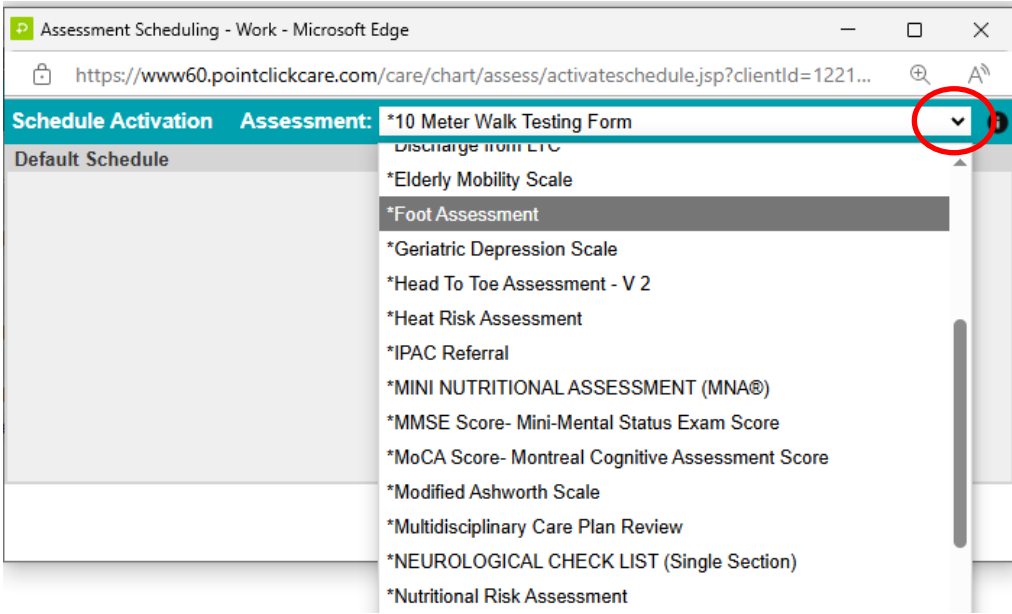 Assessment Scheduling - Work - Microsoft Edge
https://www60.pointclickcare.com/care/chart/assess/activateschedule.jsp?clientId=1221...
Schedule Activation Assessment: *10 Meter Walk Testing Form
Default Schedule
Discharge from LTC
*Elderly Mobility Scale
*Foot Assessment
*Geriatric Depression Scale
*Head To Toe Assessment - V 2
*Heat Risk Assessment
*IPAC Referral
*MINI NUTRITIONAL ASSESSMENT (MNA®)
*MMSE Score- Mini-Mental Status Exam Score
*MoCA Score- Montreal Cognitive Assessment Score
*Modified Ashworth Scale
*Multidisciplinary Care Plan Review
*NEUROLOGICAL CHECK LIST (Single Section)
*Nutritional Risk Assessment